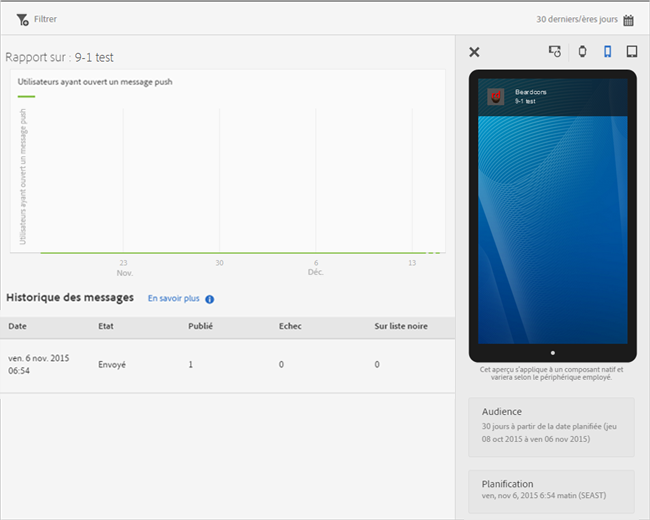 Filtrer
30 derniers/ères jours
Rapport sur : 9-1 test
Utilisateurs ayant ouvert un message push
Utilisateurs ayant ouvert un message push
23
30
6
13
Nov.
Déc.
Historique des messages
En savoir plus
Date Etat Publié Echec Sur liste noire
ven. 6 nov. 2015
06:54
Envoyé
1
0
0
Beardcons
9-1 test
Cet aperçu s'applique à un composant natif et
variera selon le périphérique employé.
Audience
30 jours à partir de la date planifiée (jeu
08 oct 2015 à ven 06 nov 2015)
Planification
ven, nov 6, 2015 6:54 matin (SEAST)